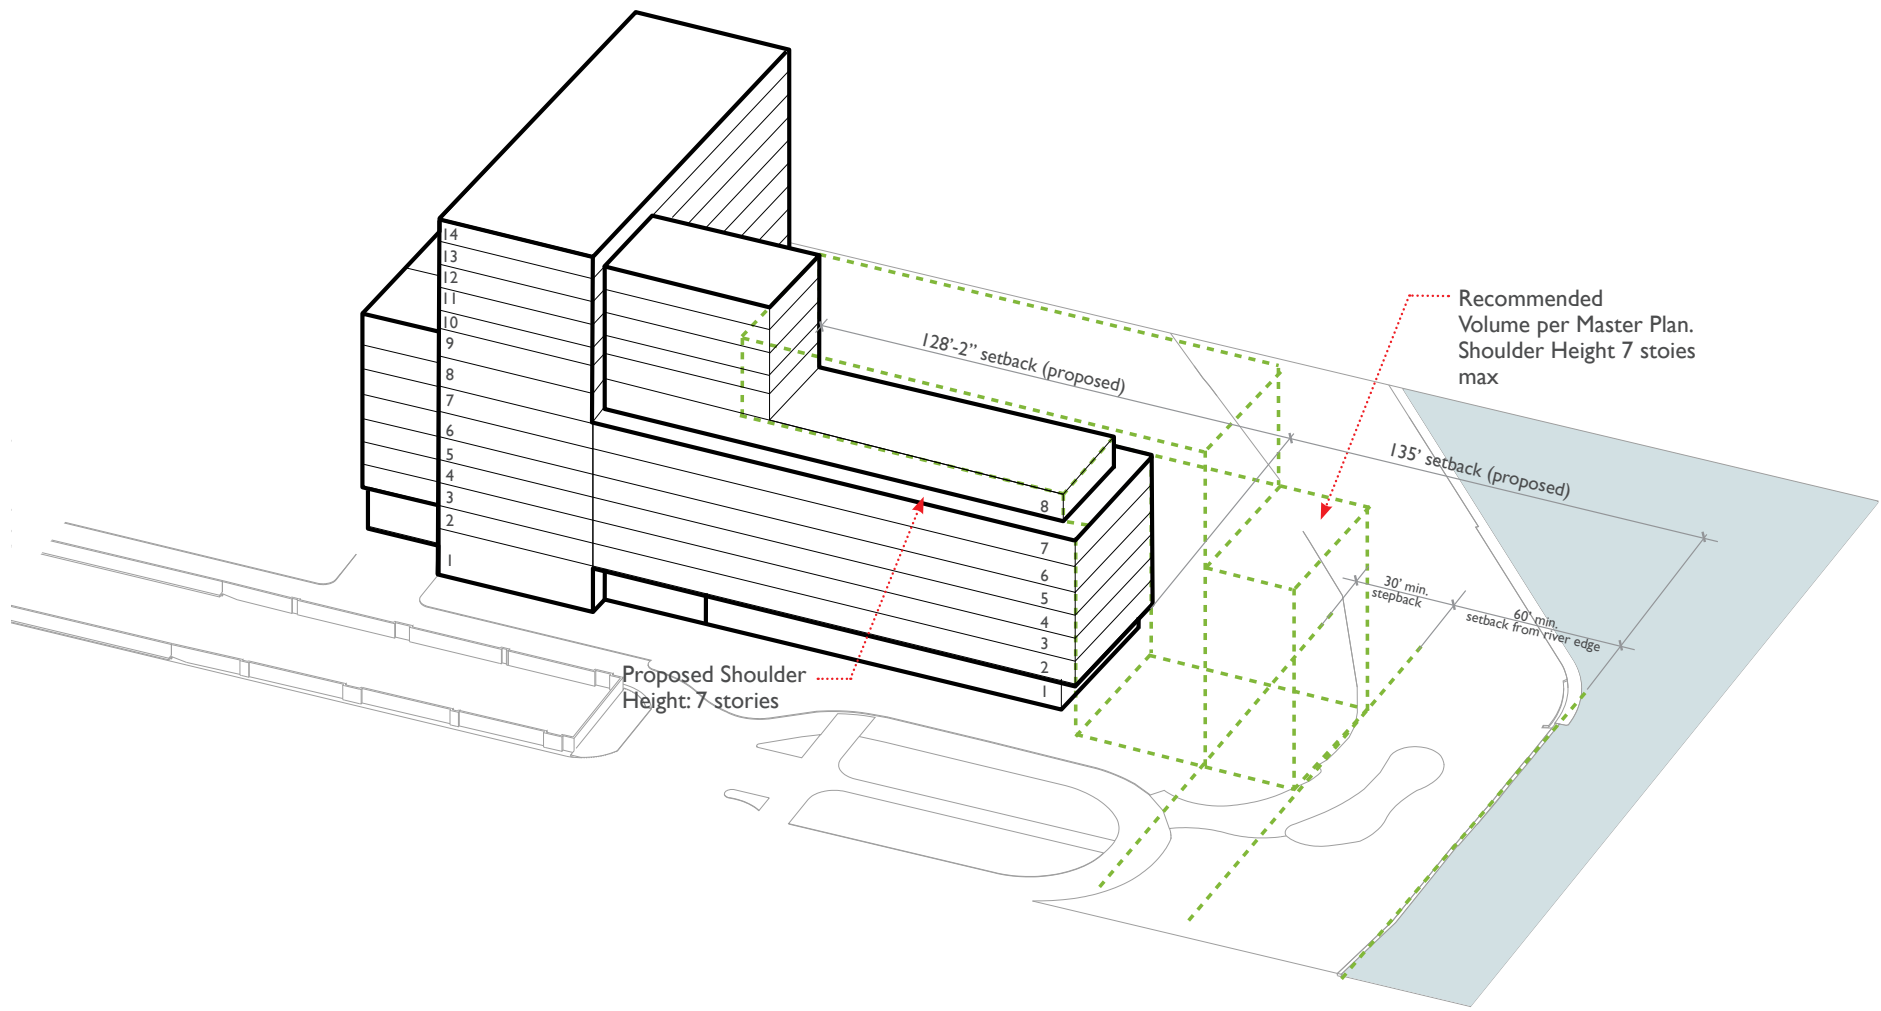 14
13
12
11
10
9
8
7
6
5
4
3
2
1
128’-2” setback (proposed)
Recommended
Volume per Master Plan.
Shoulder Height 7 stoies
max
135’ setback (proposed)
30’ min.
stepback
60’ min.
setback from river edge
8
7
6
5
4
3
2
1
Proposed Shoulder
Height: 7 stories